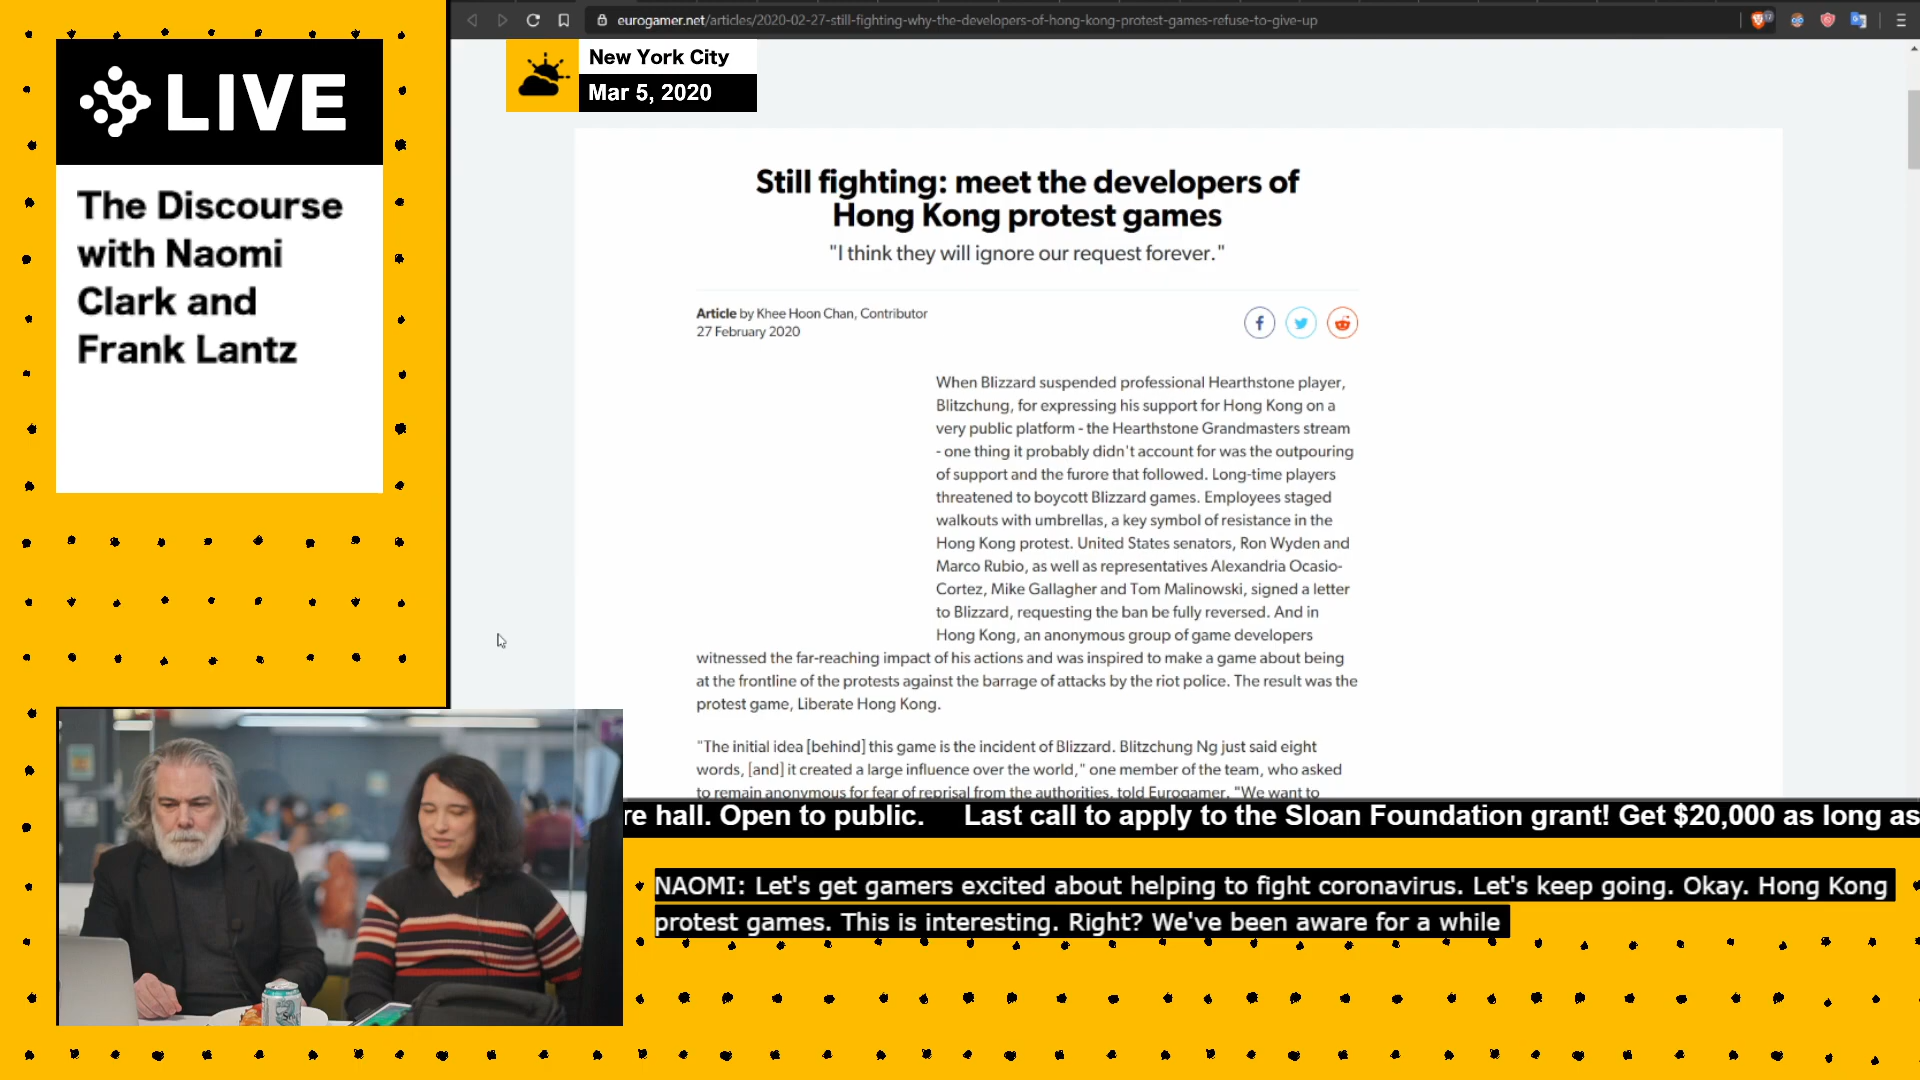 eurogamer.net/articles/2020-02-27-still-fighting-why-the-developers-of-hong-kong-protest-games-refuse-to-give-up
New York City
Mar 5, 2020
LIVE
The Discourse
with Naomi
Clark and
Frank Lantz
Still fighting: meet the developers of
Hong Kong protest games
"I think they will ignore our request forever."
Article by Khee Hoon Chan, Contributor
27 February 2020
When Blizzard suspended professional Hearthstone player,
Blitzchung, for expressing his support for Hong Kong on a
very public platform - the Hearthstone Grandmasters stream
- one thing it probably didn't account for was the outpouring
of support and the furore that followed. Long-time players
threatened to boycott Blizzard games. Employees staged
walkouts with umbrellas, a key symbol of resistance in the
Hong Kong protest. United States senators, Ron Wyden and
Marco Rubio, as well as representatives Alexandria Ocasio-
Cortez, Mike Gallagher and Tom Malinowski, signed a letter
to Blizzard, requesting the ban be fully reversed. And in
Hong Kong, an anonymous group of game developers
witnessed the far-reaching impact of his actions and was inspired to make a game about being
at the frontline of the protests against the barrage of attacks by the riot police. The result was the
protest game, Liberate Hong Kong.
"The initial idea [behind] this game is the incident of Blizzard. Blitzchung Ng just said eight
words, [and] it created a large influence over the world," one member of the team, who asked
to remain anonymous for fear of reprisal from the authorities, told Eurogamer. "We want to
re hall. Open to public. Last call to apply to the Sloan Foundation grant! Get $20,000 as long as
NAOMI: Let's get gamers excited about helping to fight coronavirus. Let's keep going. Okay. Hong Kong
protest games. This is interesting. Right? We've been aware for a while